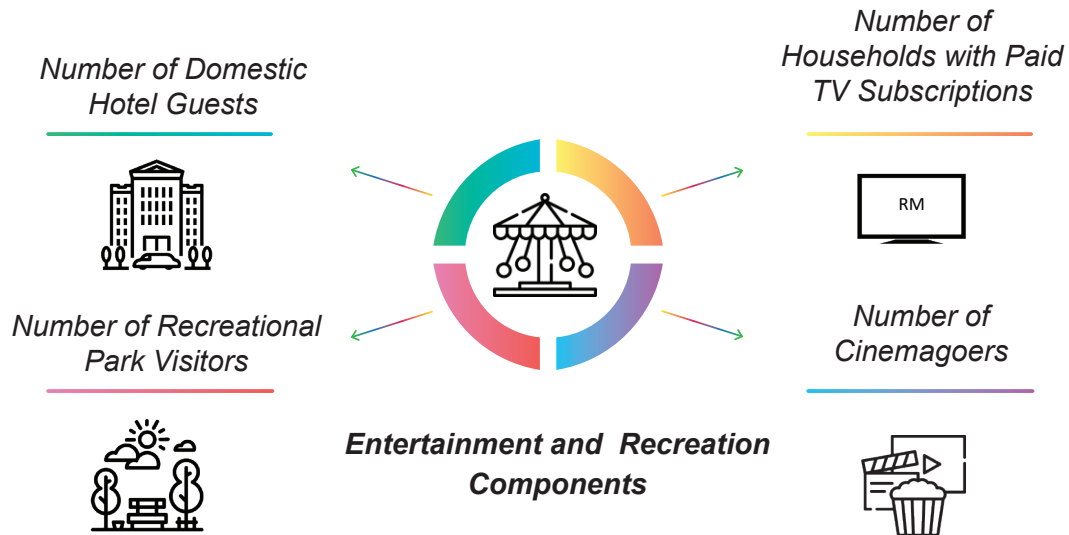 Number of Domestic
Hotel Guests
Number of
Households with Paid
TV Subscriptions
RM
Number of Recreational
Park Visitors
Number of
Cinemagoers
Entertainment and Recreation
Components